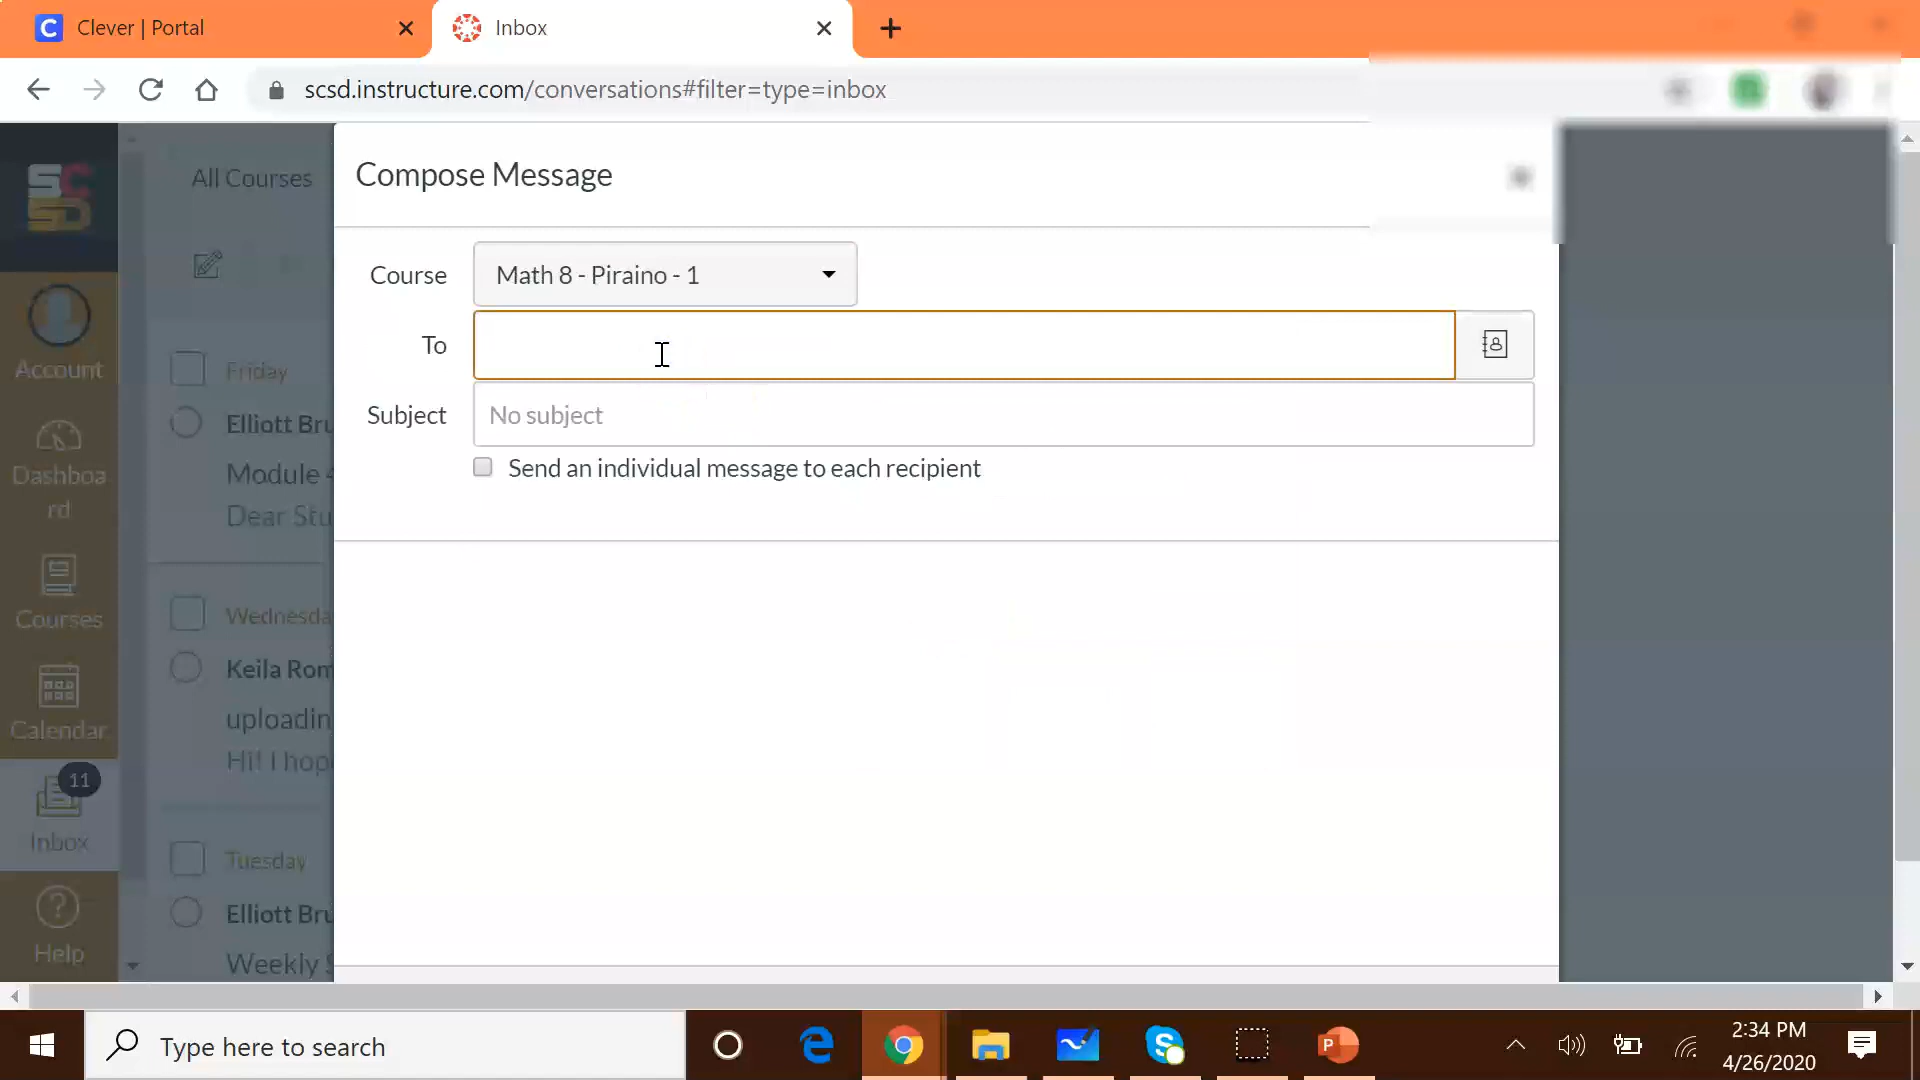 Clever | Portal
Inbox
scsd.instructure.com/conversations#filter=type=inbox
SC
SD
All Courses
Compose Message
Course
Math 8 - Piraino - 1
To
Subject
No subject
Send an individual message to each recipient
Account
Dashboa
rd
Courses
Calendar
11
Inbox
Help
Friday
Elliott Bru
Module 4
Dear Stu
Wednesda
Keila Rom
uploadin
Hi! I hop
Tuesday
Elliott Bru
Weekly S
Type here to search
2:34 PM
4/26/2020